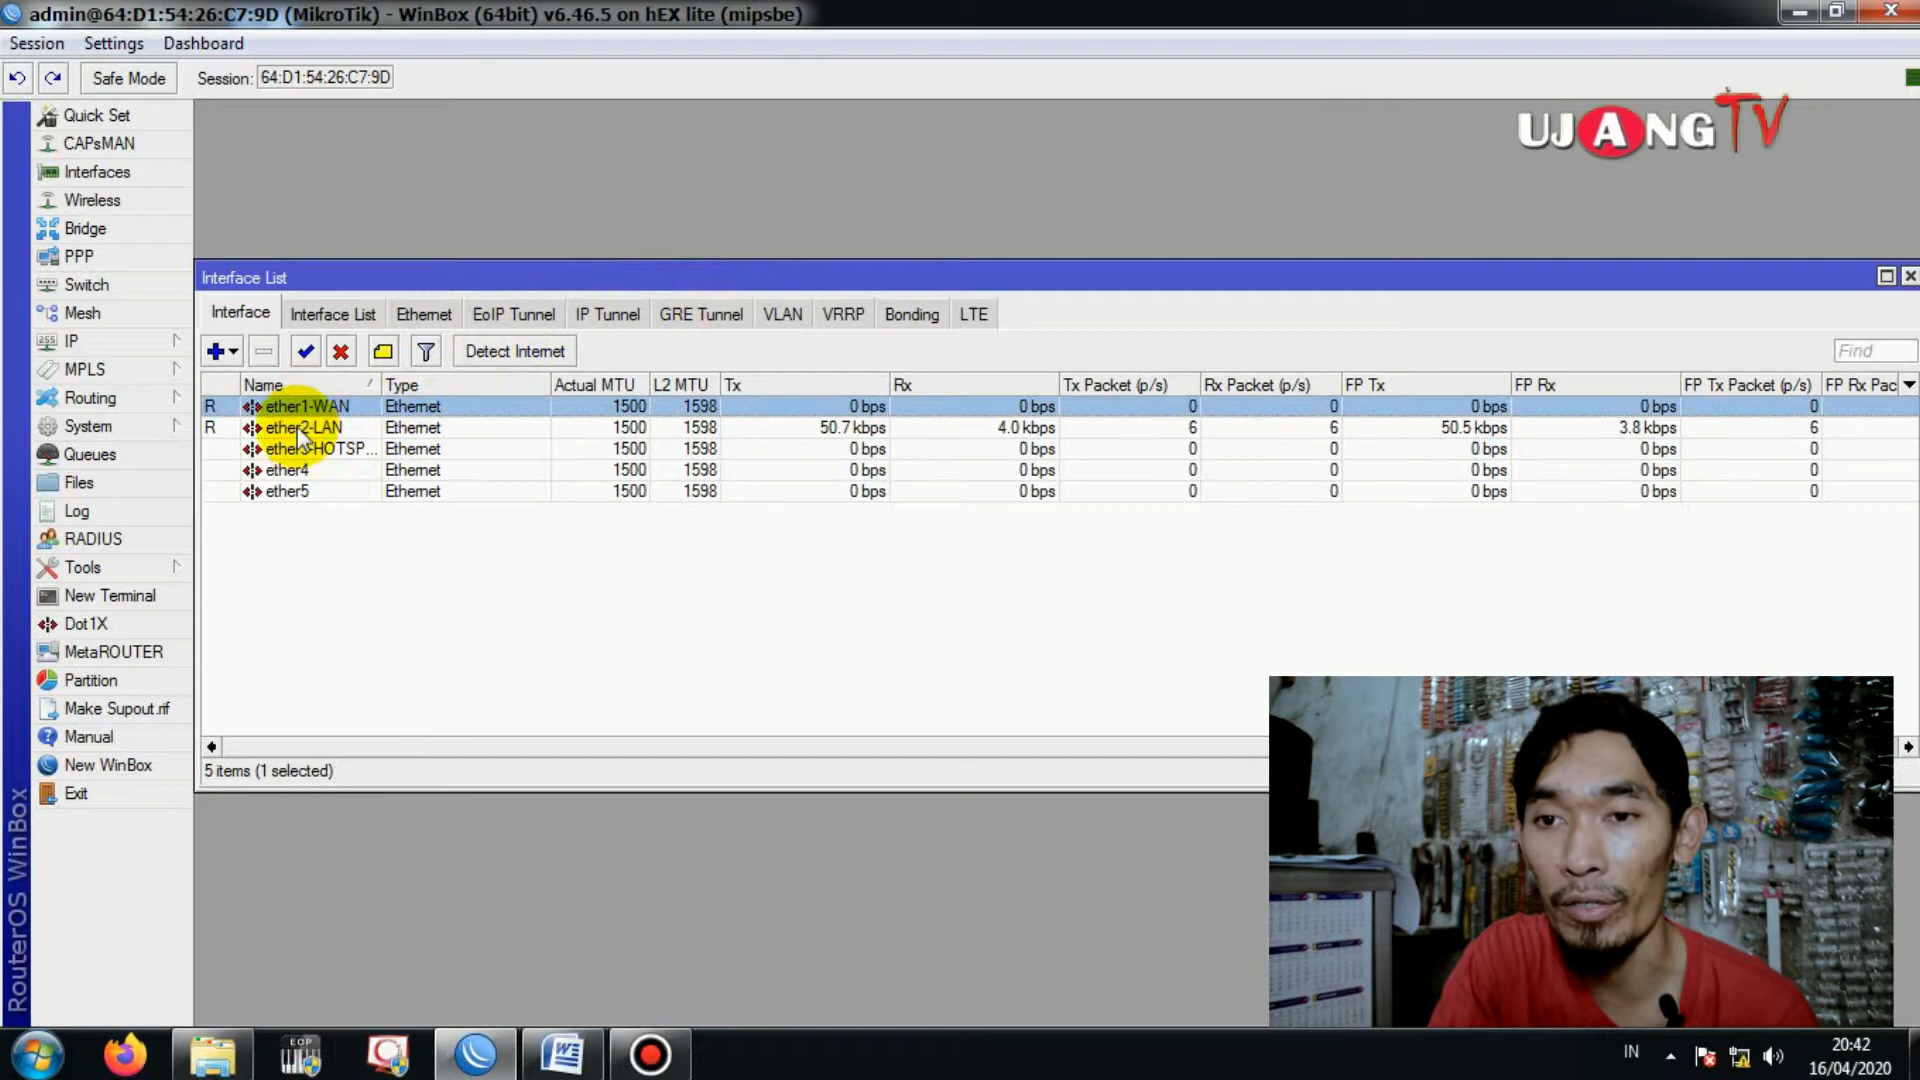 admin@64:D1:54:26:C7:9D (MikroTik) - WinBox (64bit) v6.46.5 on hEX lite (mipsbe)
Session Settings Dashboard
Safe Mode Session: 64:D1:54:26:C7:9D
UJANG TV
Quick Set
CAPsMAN
Interfaces
Wireless
Bridge
PPP
Switch
Mesh
IP
MPLS
Routing
System
Queues
Files
Log
RADIUS
Tools
New Terminal
Dot1X
MetaROUTER
Partition
Make Supout.rif
Manual
New WinBox
Exit
RouterOS WinBox
Interface List
Interface Interface List Ethernet EoIP Tunnel IP Tunnel GRE Tunnel VLAN VRRP Bonding LTE
Detect Internet Find
Name Type Actual MTU L2 MTU Tx Rx Tx Packet (p/s) Rx Packet (p/s) FP Tx FP Rx FP Tx Packet (p/s) FP Rx Pac
R ether1-WAN Ethernet 1500 1598 0 bps 0 bps 0 0 0 bps 0 bps 0
R ether2-LAN Ethernet 1500 1598 50.7 kbps 4.0 kbps 6 6 50.5 kbps 3.8 kbps 6
ether3-HOTSP... Ethernet 1500 1598 0 bps 0 bps 0 0 0 bps 0 bps 0
ether4 Ethernet 1500 1598 0 bps 0 bps 0 0 0 bps 0 bps 0
ether5 Ethernet 1500 1598 0 bps 0 bps 0 0 0 bps 0 bps 0
5 items (1 selected)
EOP
IN
20:42
16/04/2020